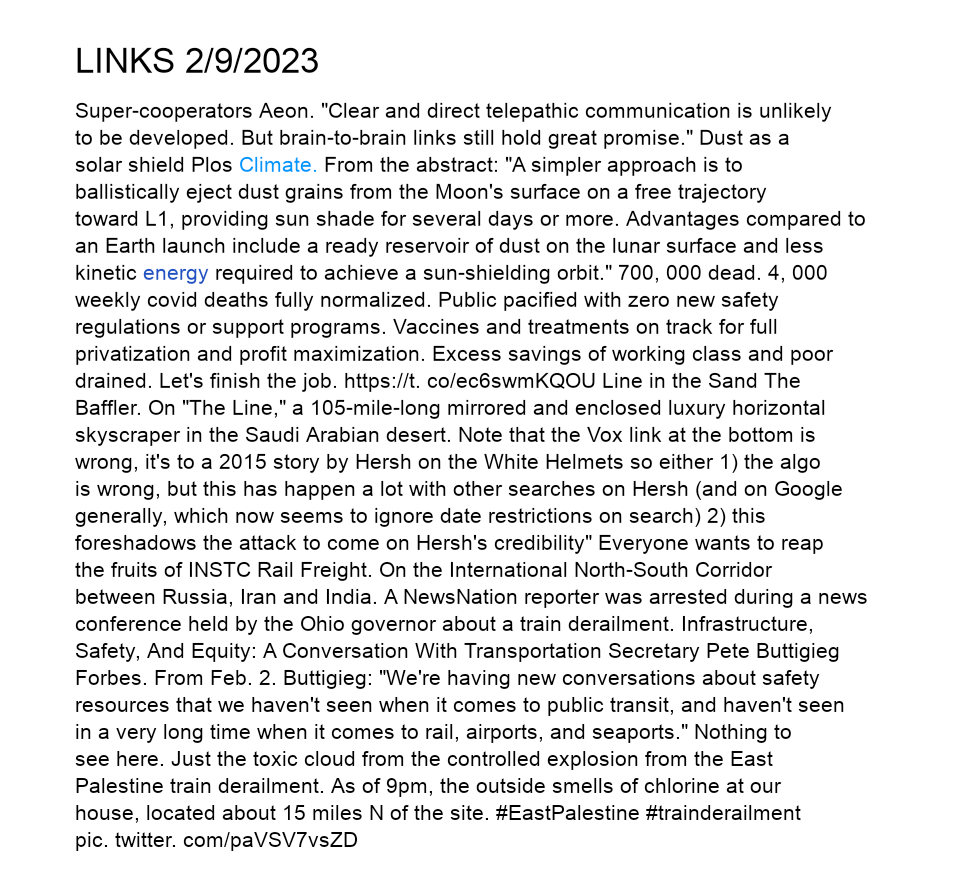 LINKS 2/9/2023
Super-cooperators Aeon. "Clear and direct telepathic communication is unlikely
to be developed. But brain-to-brain links still hold great promise." Dust as a
solar shield Plos Climate. From the abstract: "A simpler approach is to
ballistically eject dust grains from the Moon's surface on a free trajectory
toward L1, providing sun shade for several days or more. Advantages compared to
an Earth launch include a ready reservoir of dust on the lunar surface and less
kinetic energy required to achieve a sun-shielding orbit." 700, 000 dead. 4, 000
weekly covid deaths fully normalized. Public pacified with zero new safety
regulations or support programs. Vaccines and treatments on track for full
privatization and profit maximization. Excess savings of working class and poor
drained. Let's finish the job. https://t. co/ec6swmKQOU Line in the Sand The
Baffler. On "The Line," a 105-mile-long mirrored and enclosed luxury horizontal
skyscraper in the Saudi Arabian desert. Note that the Vox link at the bottom is
wrong, it's to a 2015 story by Hersh on the White Helmets so either 1) the algo
is wrong, but this has happen a lot with other searches on Hersh (and on Google
generally, which now seems to ignore date restrictions on search) 2) this
foreshadows the attack to come on Hersh's credibility" Everyone wants to reap
the fruits of INSTC Rail Freight. On the International North-South Corridor
between Russia, Iran and India. A NewsNation reporter was arrested during a news
conference held by the Ohio governor about a train derailment. Infrastructure,
Safety, And Equity: A Conversation With Transportation Secretary Pete Buttigieg
Forbes. From Feb. 2. Buttigieg: "We're having new conversations about safety
resources that we haven't seen when it comes to public transit, and haven't seen
in a very long time when it comes to rail, airports, and seaports." Nothing to
see here. Just the toxic cloud from the controlled explosion from the East
Palestine train derailment. As of 9pm, the outside smells of chlorine at our
house, located about 15 miles N of the site. #EastPalestine #trainderailment
pic. twitter. com/paVSV7vsZD